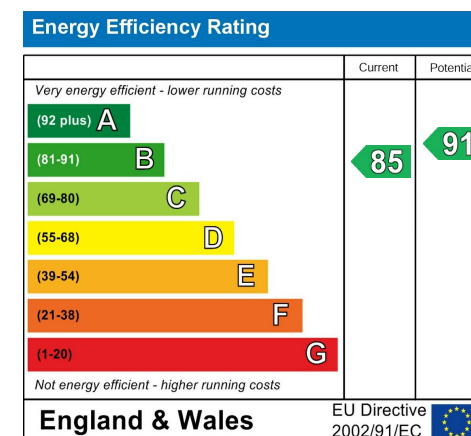 Energy Efficiency Rating
Current Potentia
Very energy efficient - lower running costs
(92 plus) A
(81-91) B
(69-80) C
(55-68) D
(39-54) E
(21-38) F
(1-20) G
85
91
Not energy efficient - higher running costs
England & Wales
EU Directive
2002/91/EC